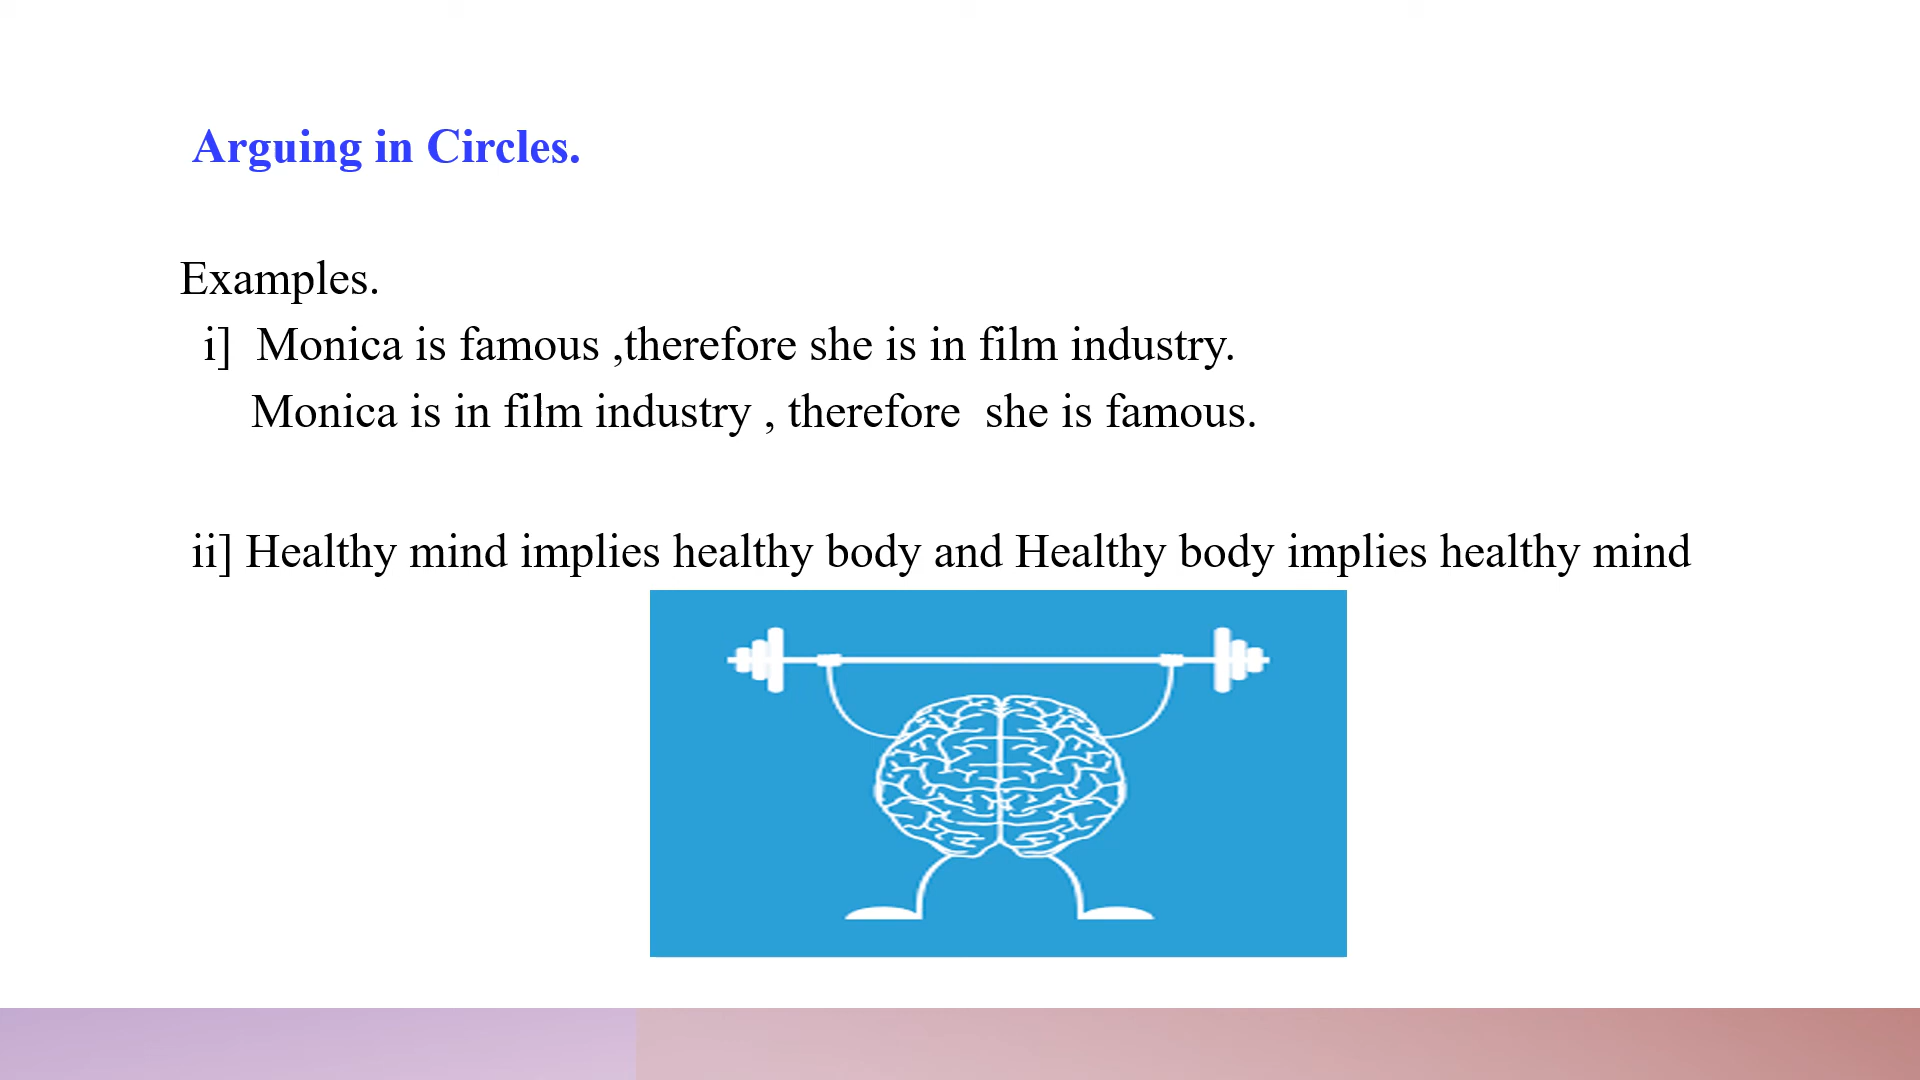 Arguing in Circles.
Examples.
i] Monica is famous ,therefore she is in film industry.
Monica is in film industry , therefore she is famous.
ii] Healthy mind implies healthy body and Healthy body implies healthy mind